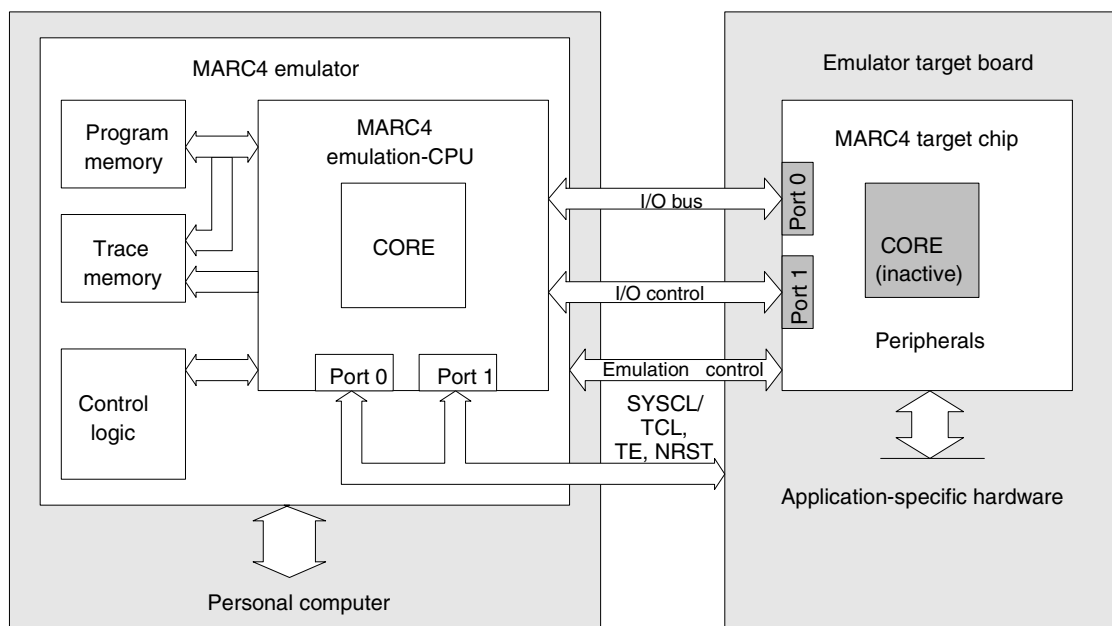 MARC4 emulator
Program
memory
Trace
memory
Control
logic
MARC4
emulation-CPU
CORE
Port 0
Port 1
Personal computer
I/O bus
I/O control
Emulation control
SYSCL/
TCL,
TE, NRST
Emulator target board
MARC4 target chip
Port 0
Port 1
CORE
(inactive)
Peripherals
Application-specific hardware